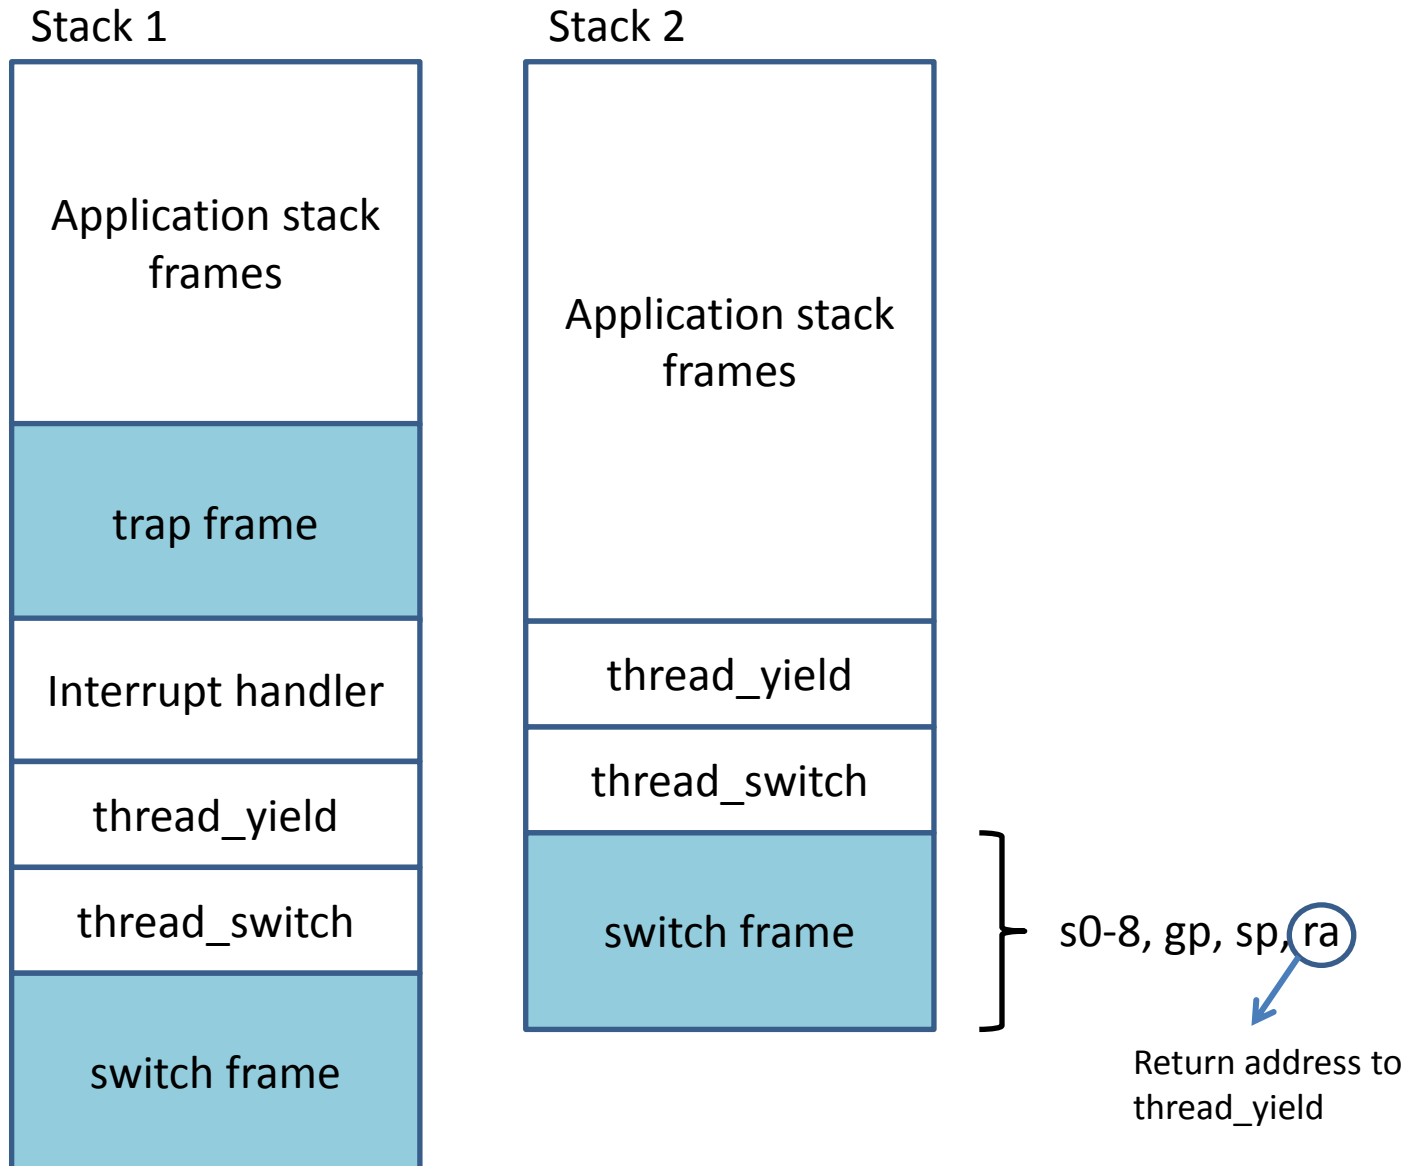 Stack 1
Application stack
frames
trap frame
Interrupt handler
thread_yield
thread_switch
switch frame
Stack 2
Application stack
frames
thread_yield
thread_switch
switch frame
s0-8, gp, sp, ra
Return address to
thread_yield